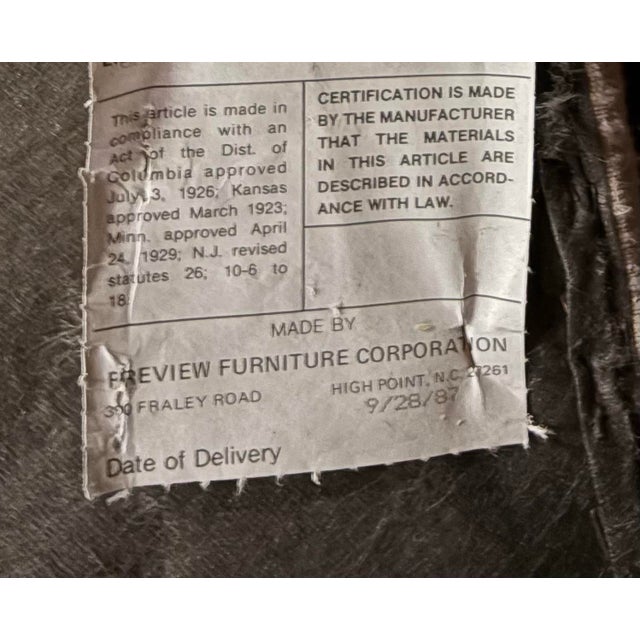 This article is made in
compliance with an
Act of the Dist. of
Columbia approved
July 3, 1926; Kansas
approved March 1923;
Minn. approved April
24, 1929; N.J. revised
statutes 26; 10-6 to
18.
CERTIFICATION IS MADE
BY THE MANUFACTURER
THAT THE MATERIALS
IN THIS ARTICLE ARE
DESCRIBED IN ACCORD-
ANCE WITH LAW.
MADE BY
PREVIEW FURNITURE CORPORATION
300 FRALEY ROAD
HIGH POINT, N.C. 27261
9/28/87
Date of Delivery